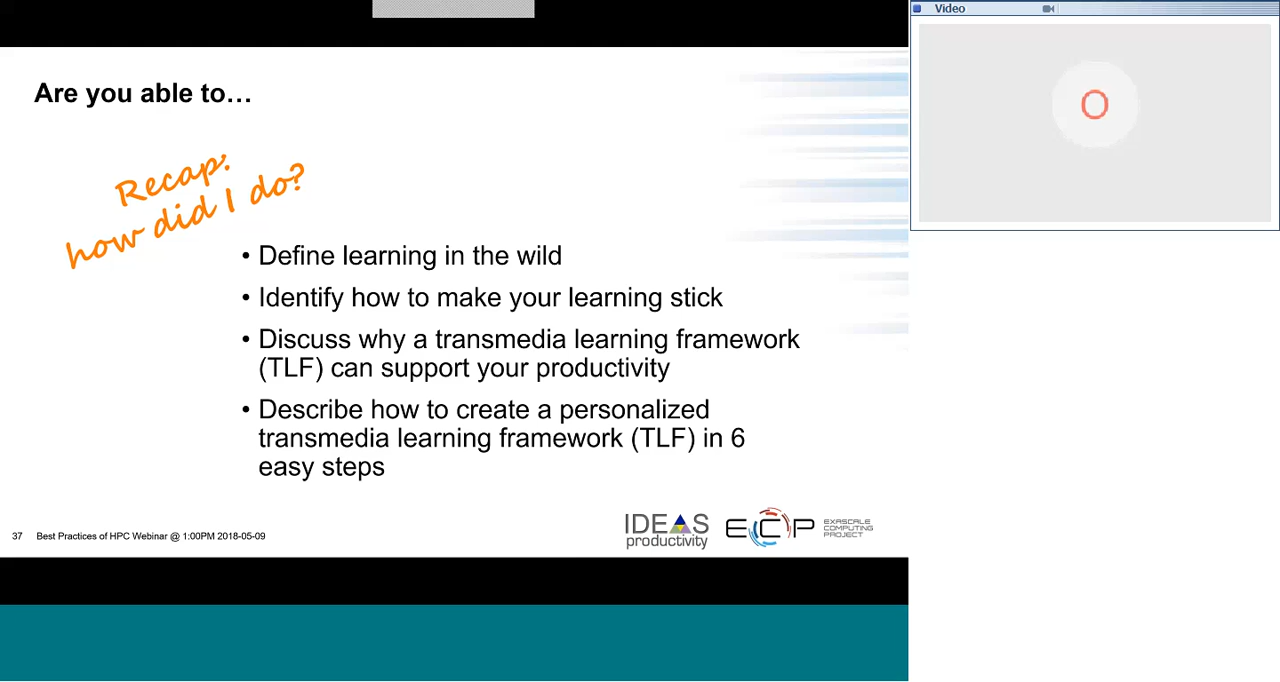 Video
O
Are you able to…
Recap:
how did I do?
• Define learning in the wild
• Identify how to make your learning stick
• Discuss why a transmedia learning framework
(TLF) can support your productivity
• Describe how to create a personalized
transmedia learning framework (TLF) in 6
easy steps
37 Best Practices of HPC Webinar @ 1:00PM 2018-05-09
IDEAS
productivity
ECP
EXASCALE
COMPUTING
PROJECT